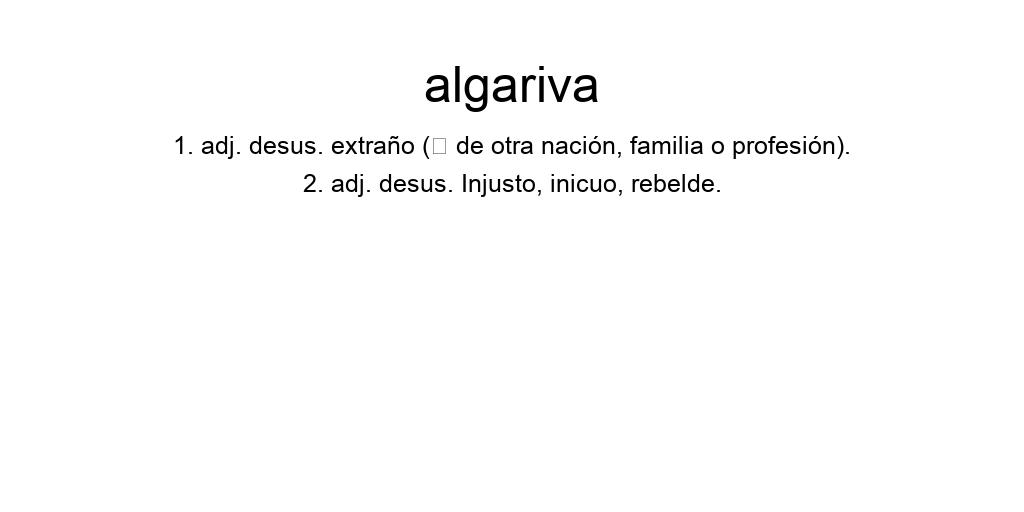 algariva
1. adj. desus. extraño (▯ de otra nación, familia o profesión).
2. adj. desus. Injusto, inicuo, rebelde.